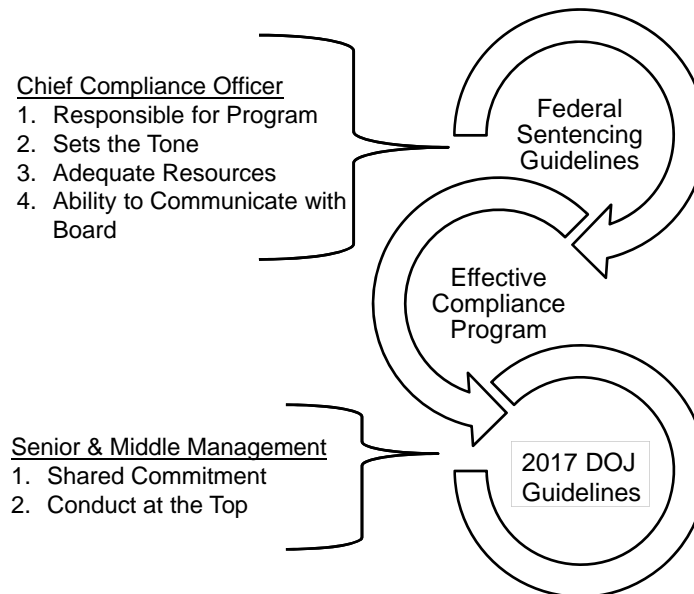 Chief Compliance Officer
1. Responsible for Program
2. Sets the Tone
3. Adequate Resources
4. Ability to Communicate with
Board
Federal
Sentencing
Guidelines
Effective
Compliance
Program
Senior & Middle Management
1. Shared Commitment
2. Conduct at the Top
2017 DOJ
Guidelines